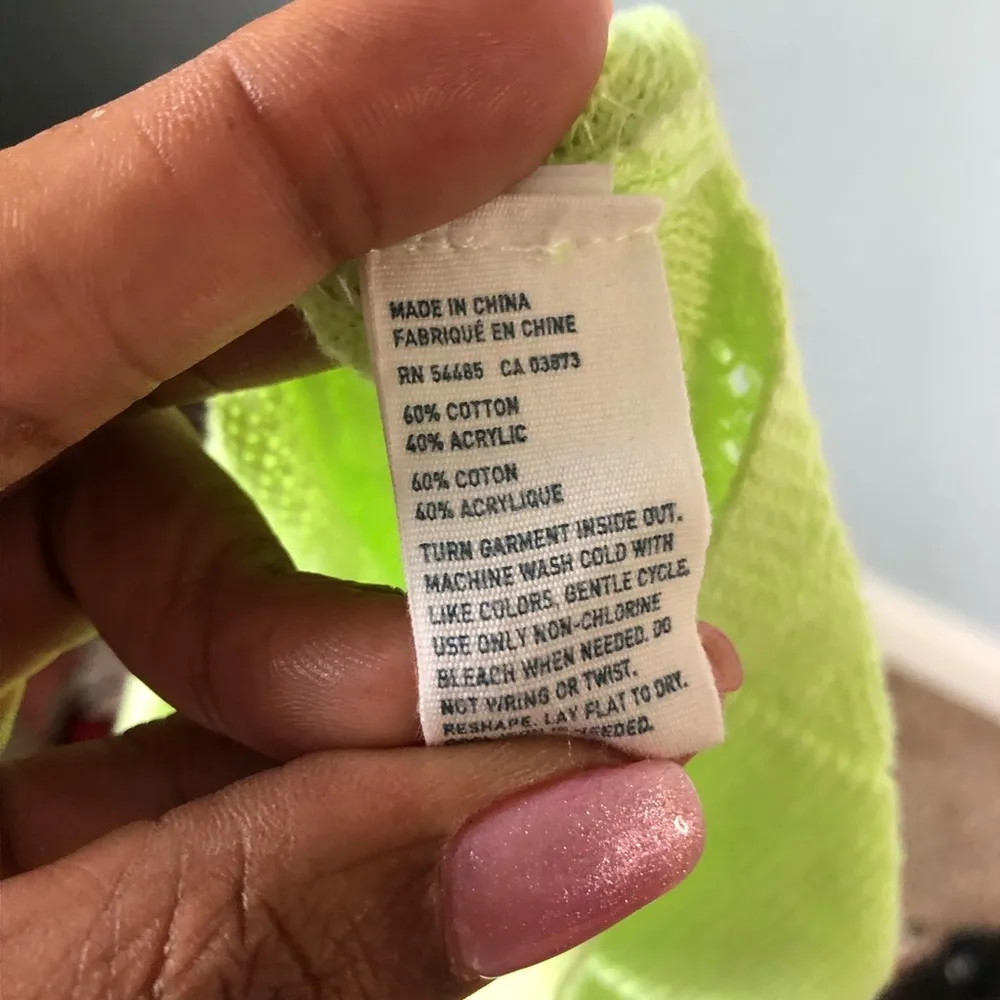 MADE IN CHINA
FABRIQUÉ EN CHINE
RN 54485 CA 03873
60% COTTON
40% ACRYLIC
60% COTON
40% ACRYLIQUE
TURN GARMENT INSIDE OUT.
MACHINE WASH COLD WITH
LIKE COLORS, GENTLE CYCLE.
USE ONLY NON-CHLORINE
BLEACH WHEN NEEDED. DO
NOT WRING OR TWIST.
RESHAPE. LAY FLAT TO DRY.
NEEDED.